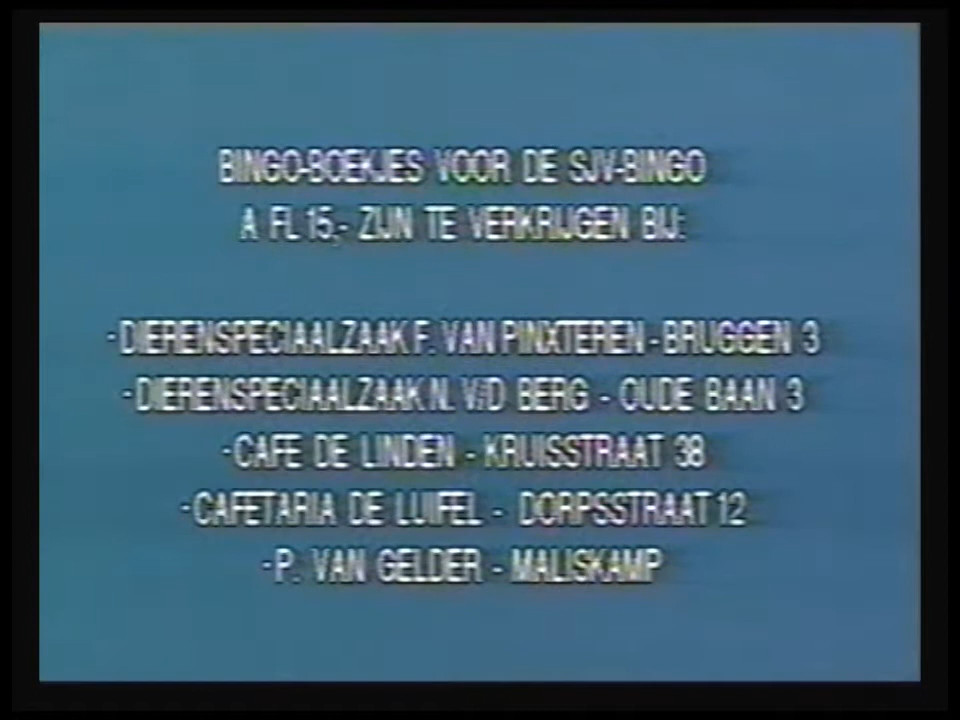 BINGO-BOEKJES VOOR DE SJV-BINGO
A FL 15,- ZIJN TE VERKRIJGEN BIJ:
-DIERENSPECIAALZAAK F. VAN PINXTEREN - BRUGGEN 3
-DIERENSPECIAALZAAK N. V/D BERG - OUDE BAAN 3
-CAFE DE LINDEN - KRUISSTRAAT 38
-CAFETARIA DE LUIFEL - DORPSSTRAAT 12
-P. VAN GELDER - MALISKAMP